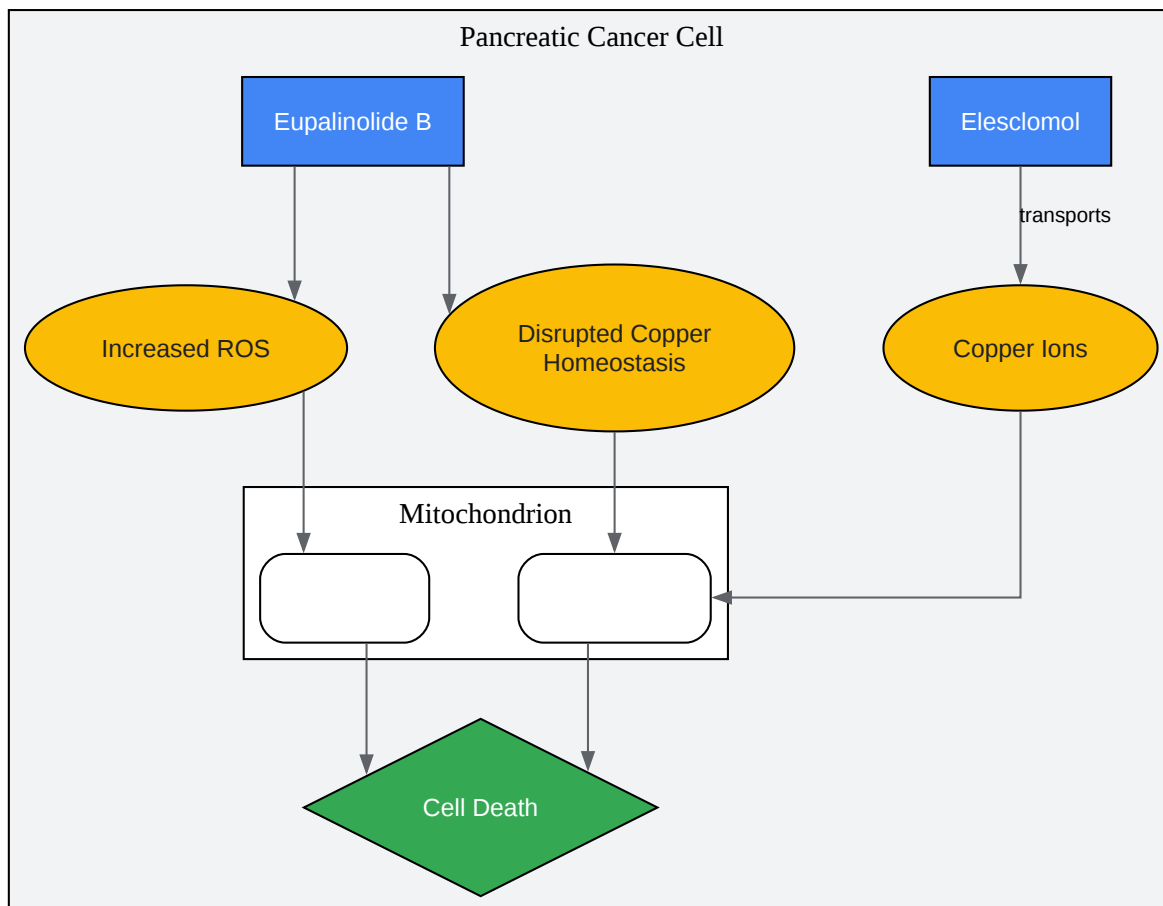 Pancreatic Cancer Cell
Eupalinolide B
Elesclomol
transports
Increased ROS
Disrupted Copper
Homeostasis
Copper Ions
Mitochondrion
Cell Death